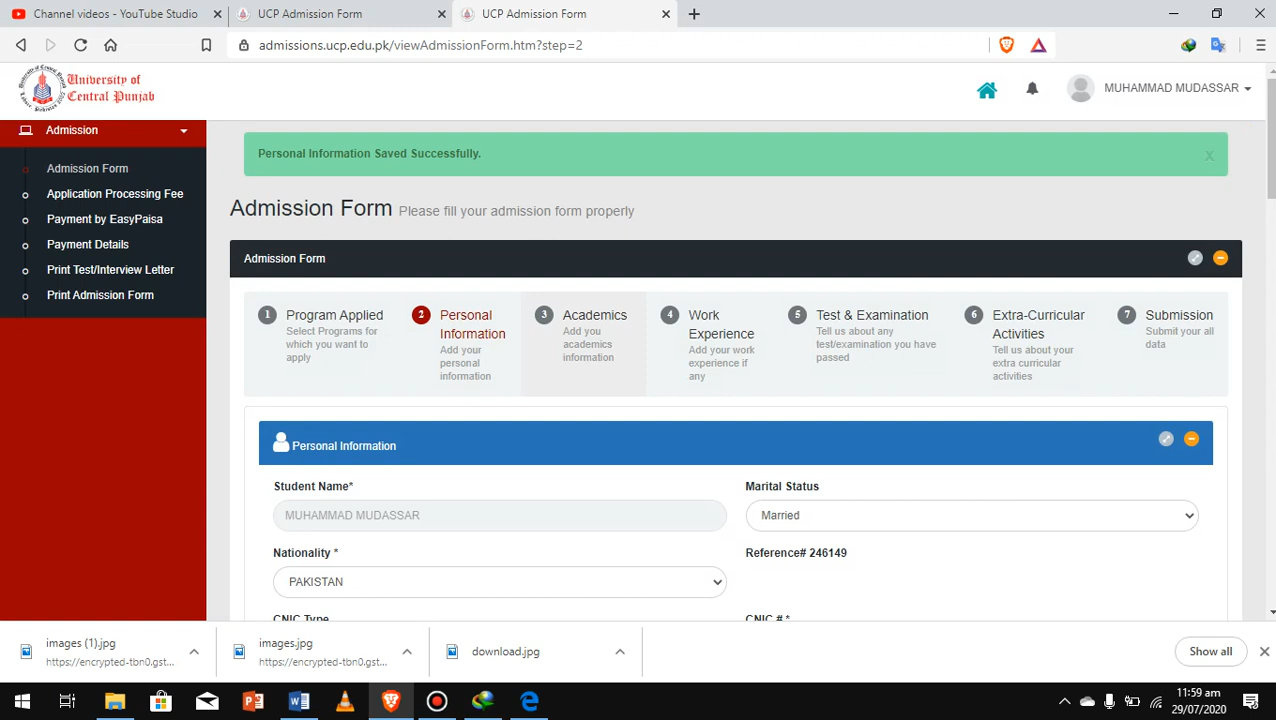 Channel videos - YouTube Studio
UCP Admission Form
UCP Admission Form
admissions.ucp.edu.pk/viewAdmissionForm.htm?step=2
University of
Central Punjab
MUHAMMAD MUDASSAR
Admission
Admission Form
Application Processing Fee
Payment by EasyPaisa
Payment Details
Print Test/Interview Letter
Print Admission Form
Personal Information Saved Successfully.
x
Admission Form Please fill your admission form properly
Admission Form
1 Program Applied
Select Programs for
which you want to
apply
2 Personal
Information
Add your
personal
information
3 Academics
Add you
academics
information
4 Work
Experience
Add your work
experience if
any
5 Test & Examination
Tell us about any
test/examination you have
passed
6 Extra-Curricular
Activities
Tell us about your
extra curricular
activities
7 Submission
Submit your all
data
Personal Information
Student Name*
MUHAMMAD MUDASSAR
Marital Status
Married
Nationality *
PAKISTAN
Reference# 246149
CNIC Type
CNIC # *
images (1).jpg
https://encrypted-tbn0.gst...
images.jpg
https://encrypted-tbn0.gst...
download.jpg
Show all
11:59 am
29/07/2020